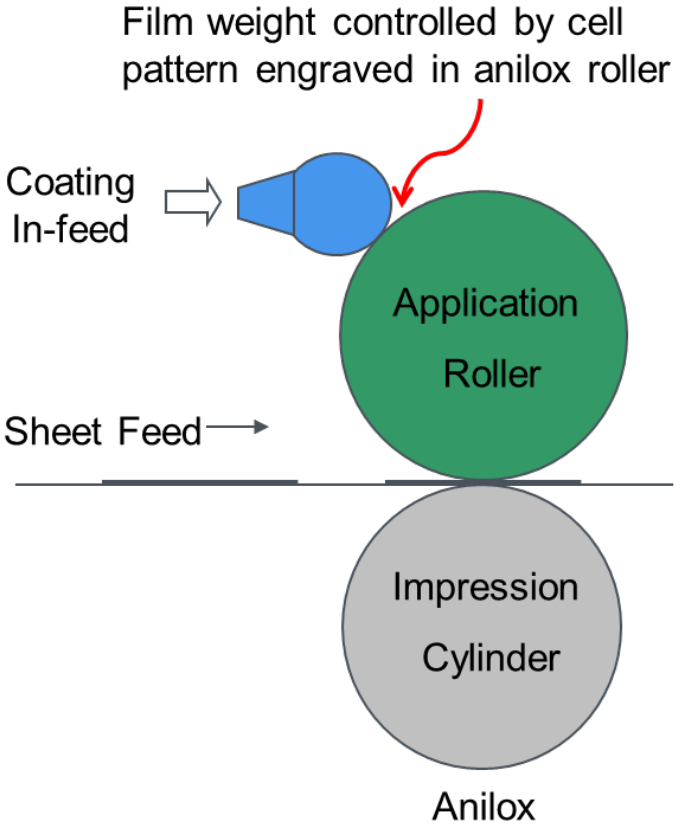 Film weight controlled by cell
pattern engraved in anilox roller
Coating
In-feed
Application
Roller
Sheet Feed
Impression
Cylinder
Anilox